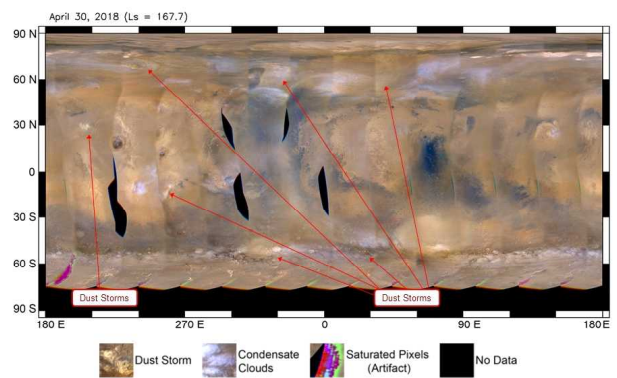 April 30, 2018 (Ls = 167.7)
90 N
60 N
30 N
0
30 S
60 S
90 S
Dust Storms
Dust Storms
180 E
270 E
0
90 E
180 E
Dust Storm
Condensate
Clouds
Saturated Pixels
(Artifact)
No Data